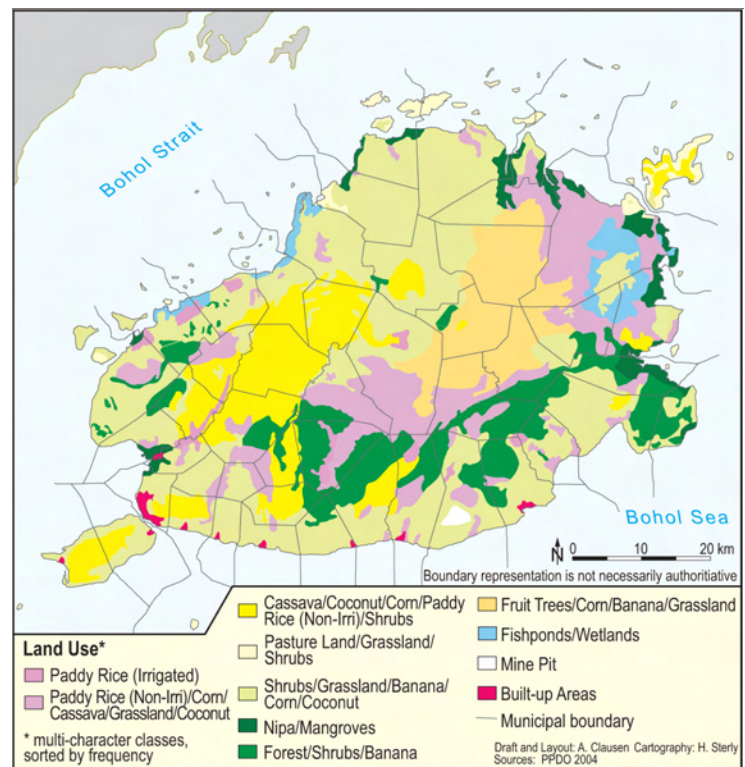 Bohol Strait
Bohol Sea
N 0 10 20 km
Boundary representation is not necessarily authoritiative
Land Use*
Paddy Rice (Irrigated)
Paddy Rice (Non-Irri)/Corn/
Cassava/Grassland/Coconut
* multi-character classes,
sorted by frequency
Cassava/Coconut/Corn/Paddy
Rice (Non-Irri)/Shrubs
Pasture Land/Grassland/
Shrubs
Shrubs/Grassland/Banana/
Corn/Coconut
Nipa/Mangroves
Forest/Shrubs/Banana
Fruit Trees/Corn/Banana/Grassland
Fishponds/Wetlands
Mine Pit
Built-up Areas
Municipal boundary
Draft and Layout: A. Clausen Cartography: H. Sterly
Sources: PPDO 2004